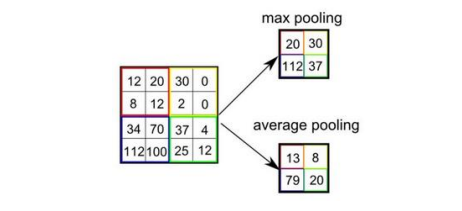 max pooling
20 30
112 37
12 20 30 0
8 12 2 0
34 70 37 4
112 100 25 12
average pooling
13 8
79 20